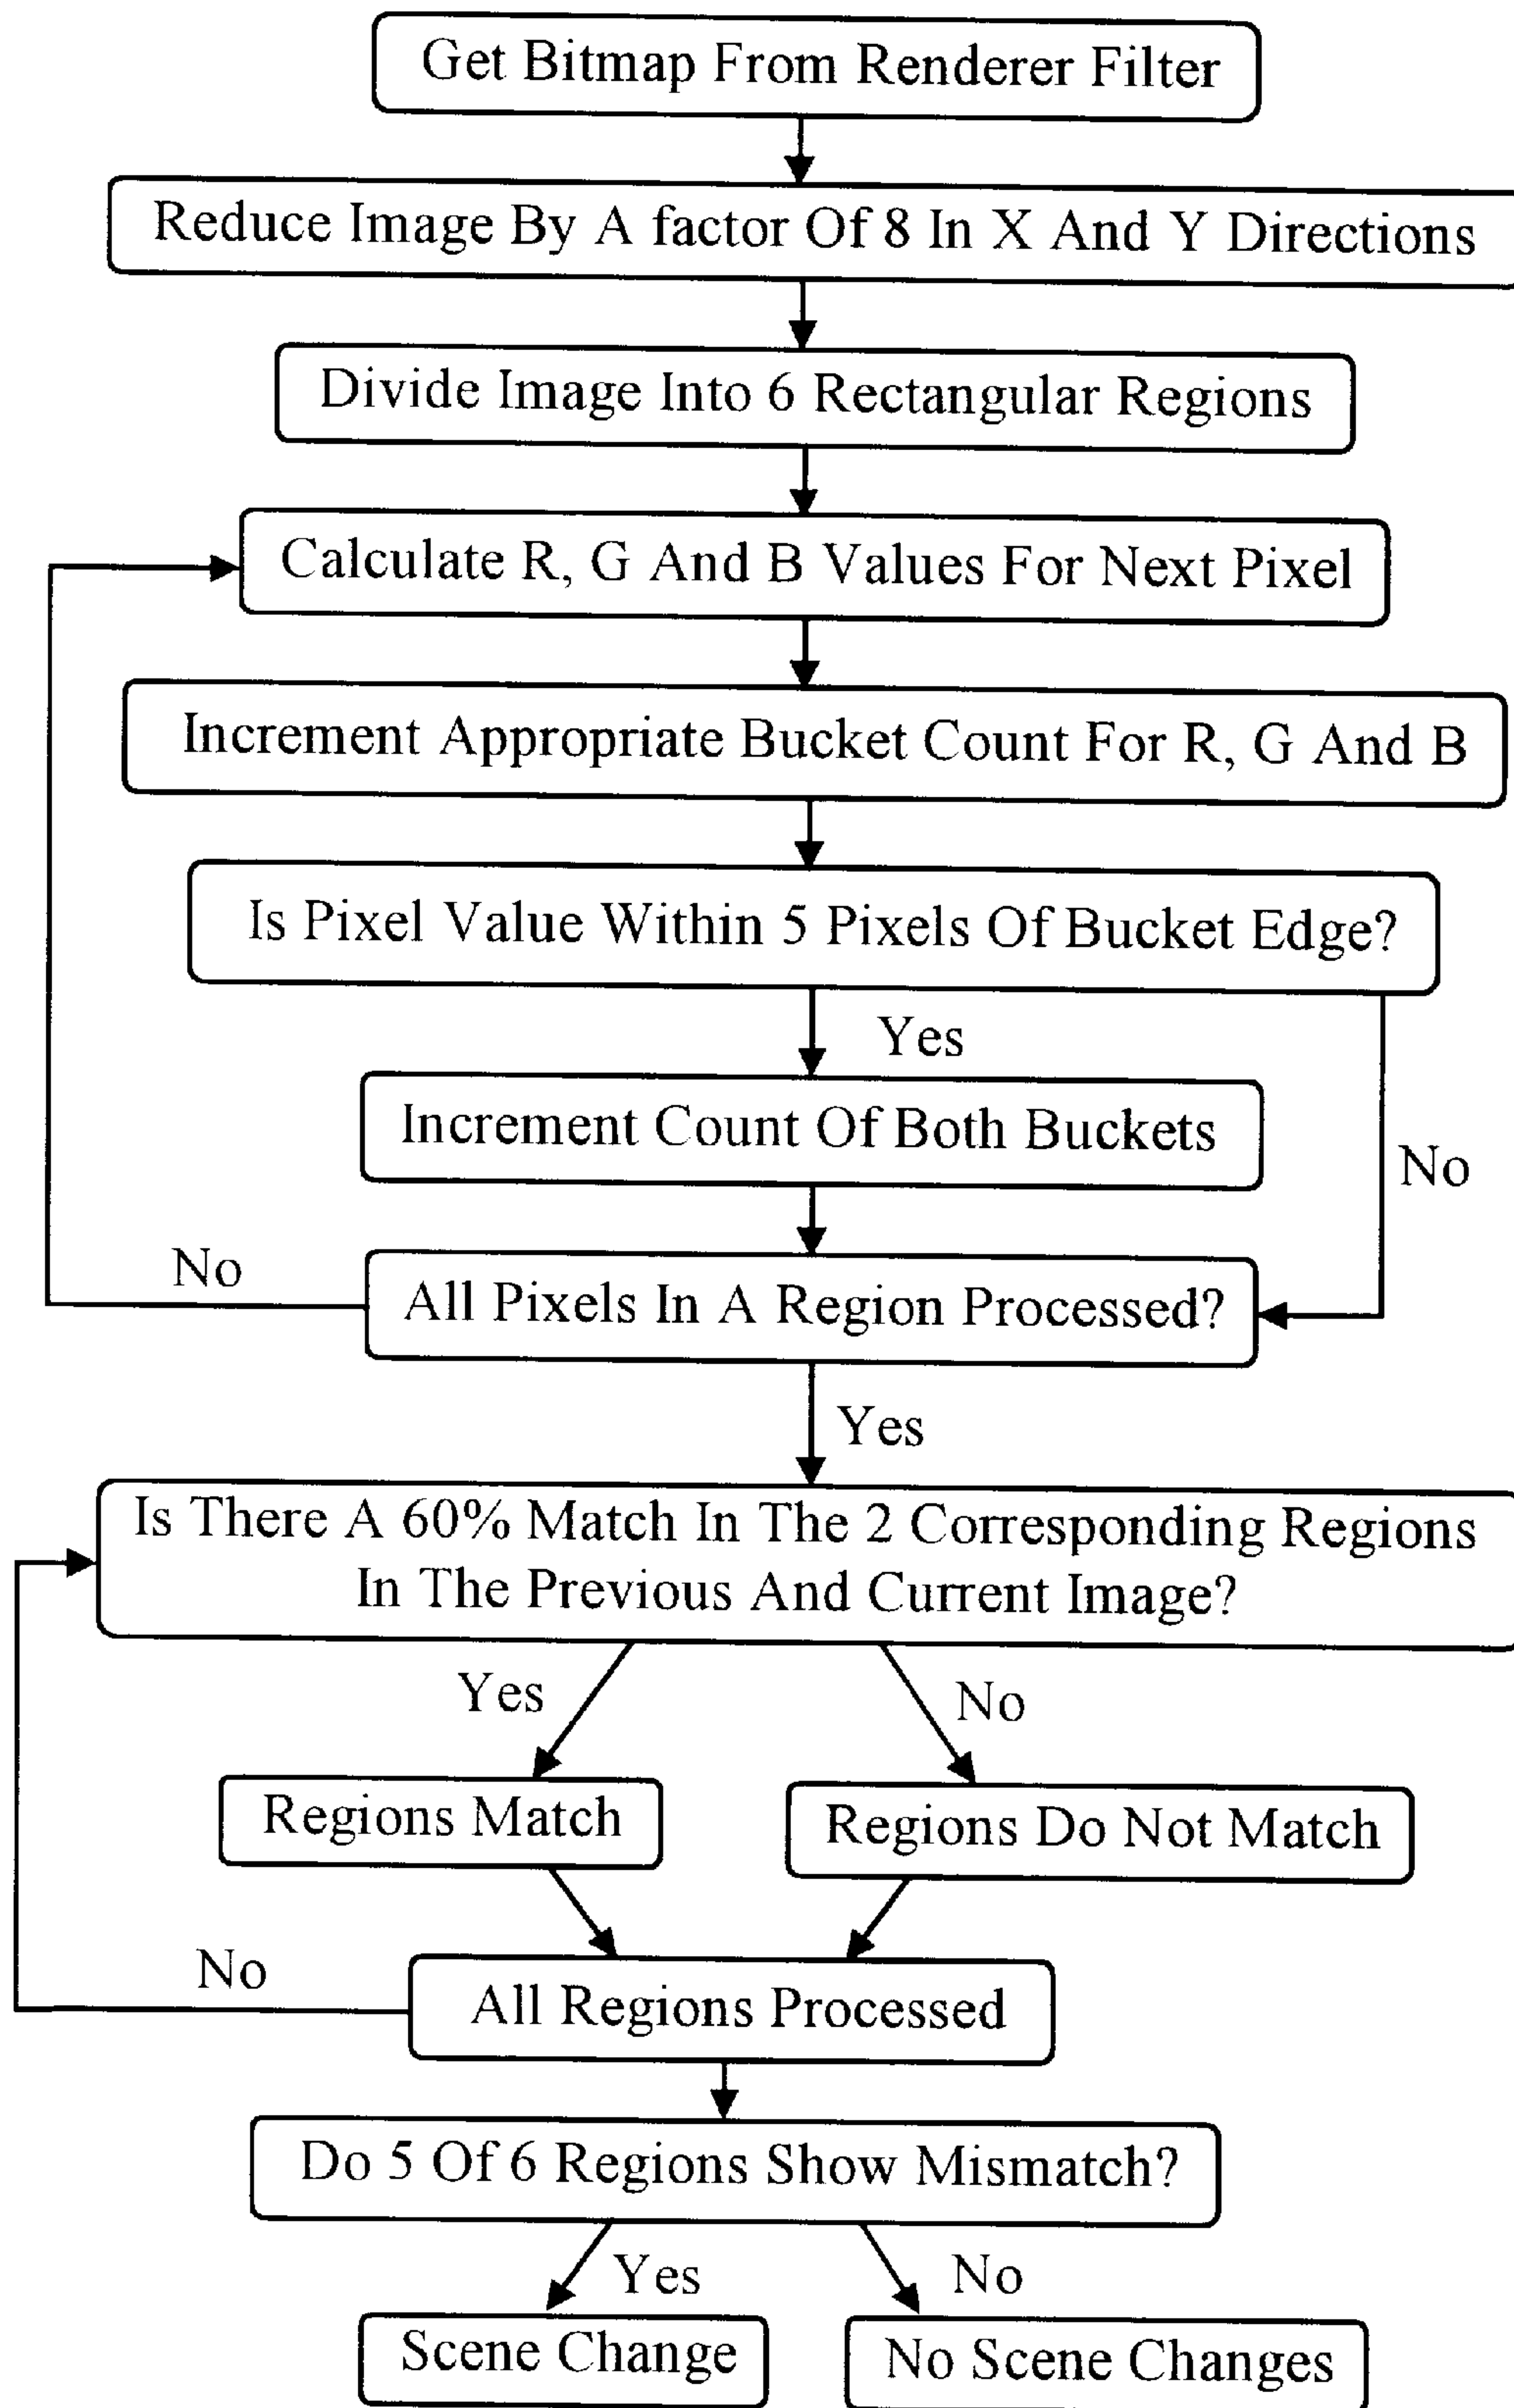 Get Bitmap From Renderer Filter
Reduce Image By A factor Of 8 In X And Y Directions
Divide Image Into 6 Rectangular Regions
Calculate R, G And B Values For Next Pixel
Increment Appropriate Bucket Count For R, G And B
Is Pixel Value Within 5 Pixels Of Bucket Edge?
Yes
Increment Count Of Both Buckets
No
No
All Pixels In A Region Processed?
Yes
Is There A 60% Match In The 2 Corresponding Regions
In The Previous And Current Image?
Yes
No
Regions Match
Regions Do Not Match
No
All Regions Processed
Do 5 Of 6 Regions Show Mismatch?
Yes
No
Scene Change
No Scene Changes